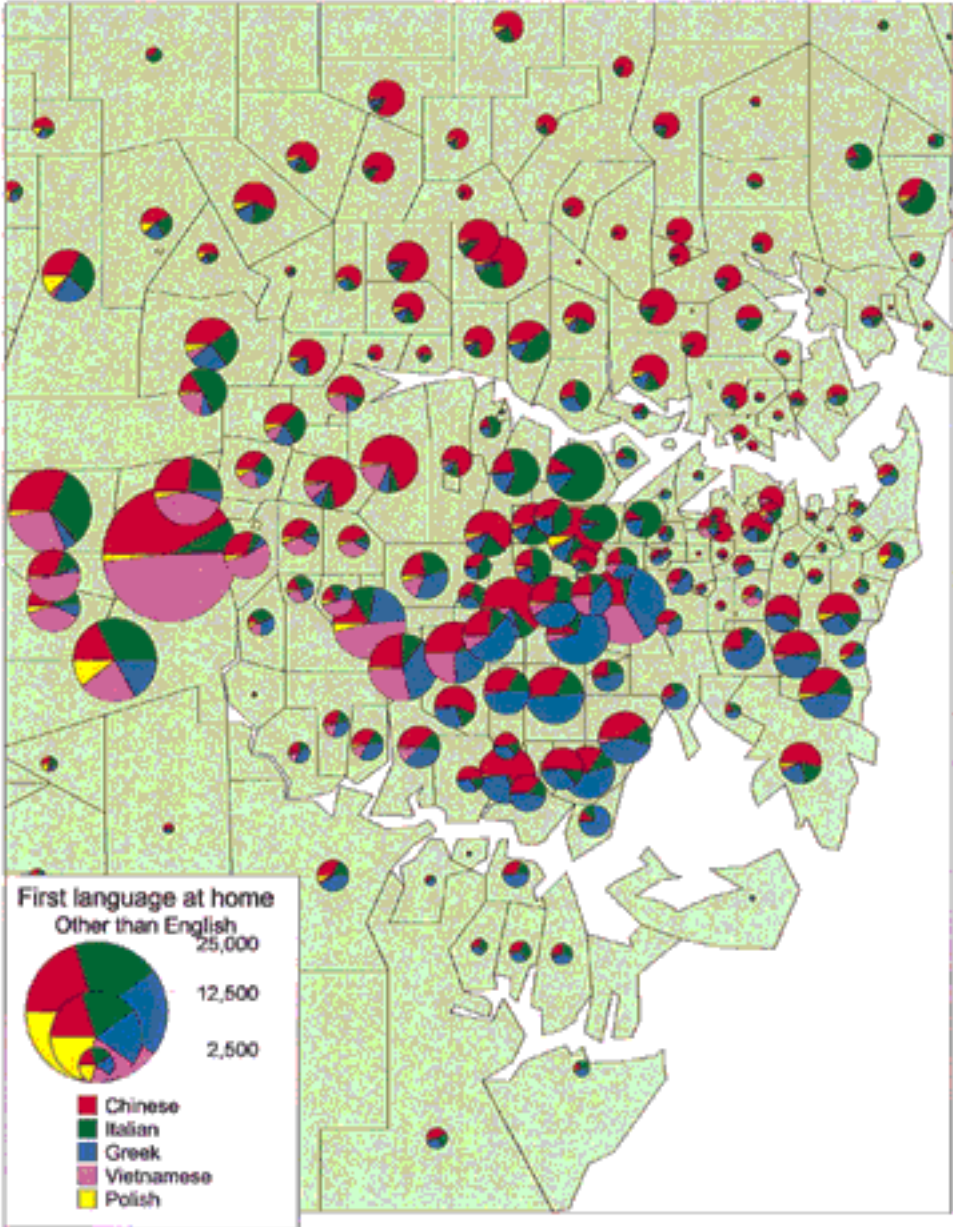 First language at home
Other than English
25,000
12,500
2,500
Chinese
Italian
Greek
Vietnamese
Polish